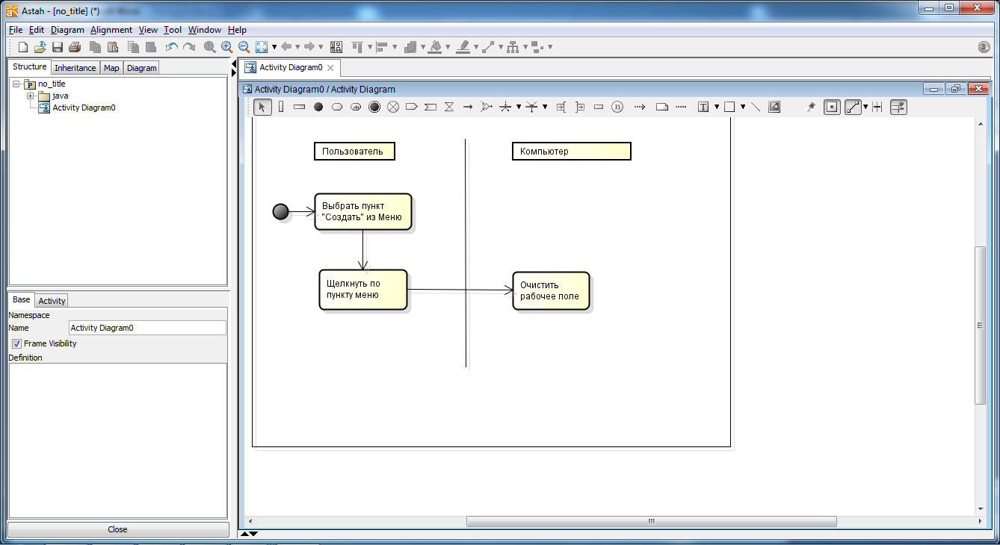 Astah - [no_title] (*)
File Edit Diagram Alignment View Tool Window Help
Structure Inheritance Map Diagram
no_title
java
Activity Diagram0
Base Activity
Namespace
Name Activity Diagram0
Frame Visibility
Definition
Close
Activity Diagram0
Activity Diagram0 / Activity Diagram
Пользователь
Компьютер
Выбрать пункт
"Создать" из Меню
Щелкнуть по
пункту меню
Очистить
рабочее поле